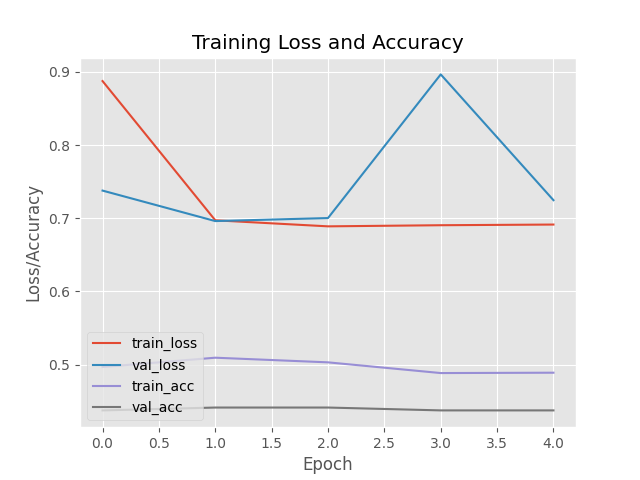 Training Loss and Accuracy
0.9
0.8
0.7
0.6
0.5
Loss/Accuracy
train_loss
val_loss
train_acc
val_acc
0.0 0.5 1.0 1.5 2.0 2.5 3.0 3.5 4.0
Epoch